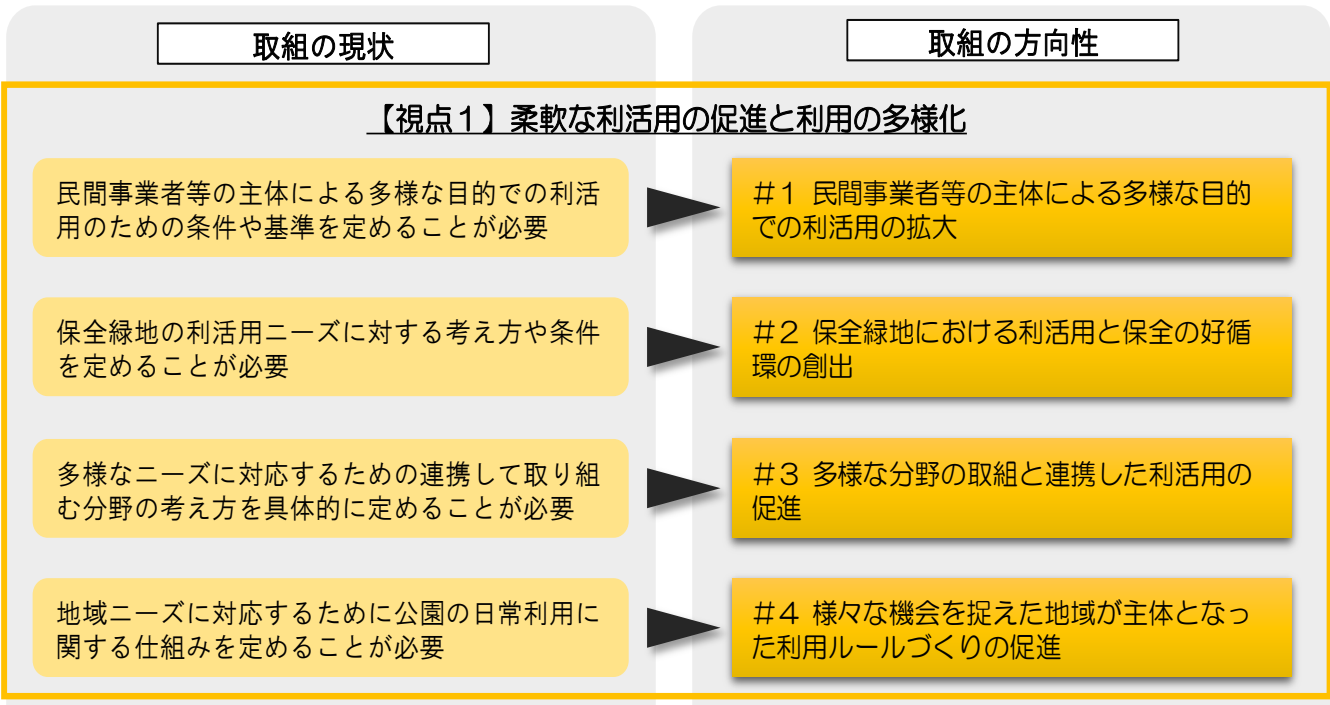 取組の現状
取組の方向性
【視点１】柔軟な利活用の促進と利用の多様化
民間事業者等の主体による多様な目的での利活
用のための条件や基準を定めることが必要
＃１ 民間事業者等の主体による多様な目的
での利活用の拡大
保全緑地の利活用ニーズに対する考え方や条件
を定めることが必要
＃２ 保全緑地における利活用と保全の好循
環の創出
多様なニーズに対応するための連携して取り組
む分野の考え方を具体的に定めることが必要
＃３ 多様な分野の取組と連携した利活用の
促進
地域ニーズに対応するために公園の日常利用に
関する仕組みを定めることが必要
＃４ 様々な機会を捉えた地域が主体となっ
た利用ルールづくりの促進